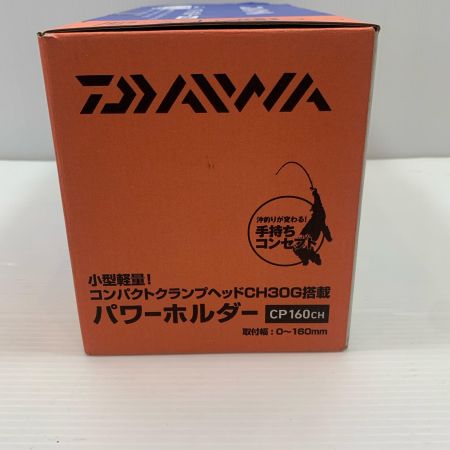 DAIWA
沖釣りが変わる!
手持ち
コンセプト
小型軽量!
コンパクトクランプヘッドCH30G搭載
パワーホルダー CP160CH
取付幅:0〜160mm